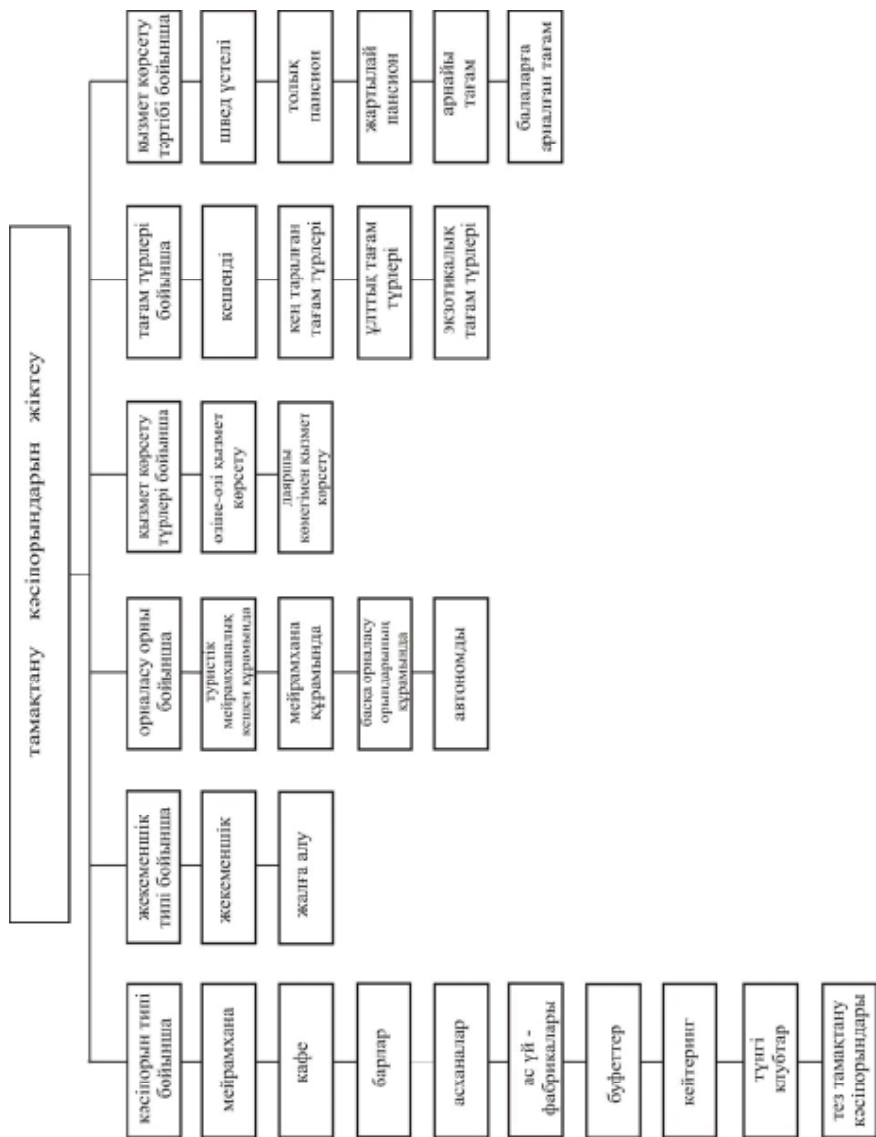 тамақтану кәсіпорындарын жіктеу
кәсіпорын типі
бойынша
мейрамхана
кафе
барлар
асханалар
ас үй -
фабрикалары
буфеттер
кейтеринг
түнгі
клубтар
тез тамақтану
кәсіпорындары
жекеменшік
типі бойынша
жекеменшік
жалға алу
орналасу орны
бойынша
туристік
мейрамханалық
кешен құрамында
мейрамхана
құрамында
басқа орналасу
орындарының
құрамында
автономды
қызмет көрсету
түрлері бойынша
өзіне-өзі қызмет
көрсету
даяршы
көмегімен қызмет
көрсету
тағам түрлері
бойынша
кешенді
кең таралған
тағам түрлері
ұлттық тағам
түрлері
экзотикалық
тағам түрлері
қызмет көрсету
тәртібі бойынша
швед үстелі
толық
пансион
жартылай
пансион
арнайы
тағам
балаларға
арналған тағам